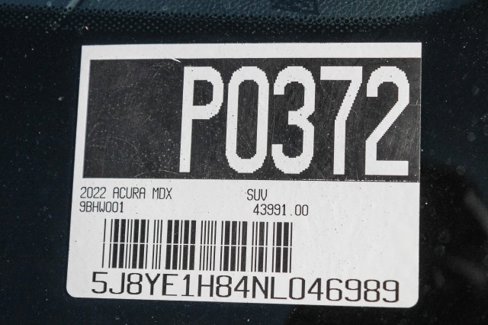 P0372
2022 ACURA MDX SUV
9BHW001 43991.00
5J8YE1H84NL046989